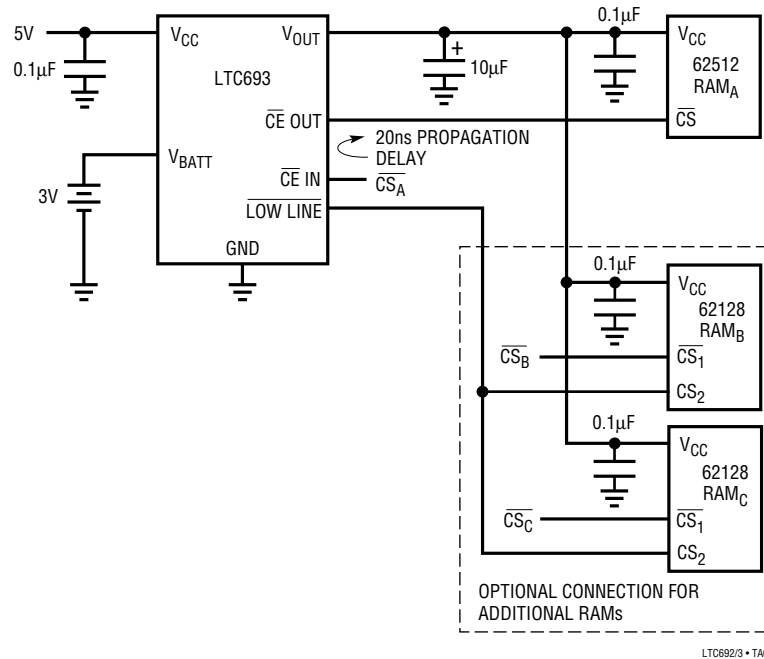 5V
0.1µF
VCC
VOUT
LTC693
CE OUT
VBATT
CE IN
LOW LINE
GND
3V
+
10µF
0.1µF
VCC
62512
RAMA
CS
20ns PROPAGATION
DELAY
CSA
0.1µF
VCC
62128
RAMB
CSB
CS1
CS2
0.1µF
VCC
62128
RAMC
CSC
CS1
CS2
OPTIONAL CONNECTION FOR
ADDITIONAL RAMs